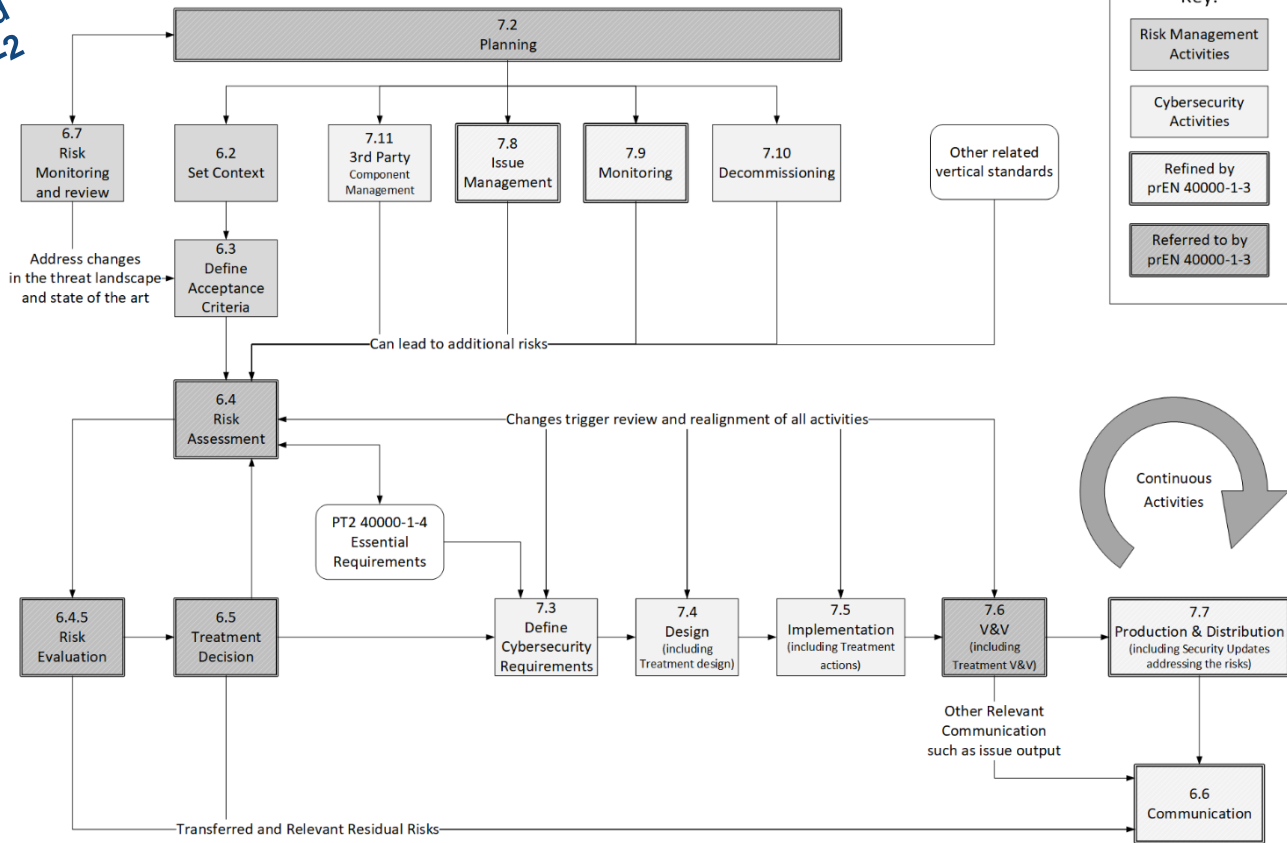 7.2
Planning
Key:
Risk Management
Activities
Cybersecurity
Activities
Refined by
prEN 40000-1-3
Referred to by
prEN 40000-1-3
6.7
Risk
Monitoring
and review
6.2
Set Context
7.11
3rd Party
Component
Management
7.8
Issue
Management
7.9
Monitoring
7.10
Decommissioning
Other related
vertical standards
Address changes
in the threat landscape
and state of the art
6.3
Define
Acceptance
Criteria
Can lead to additional risks
6.4
Risk
Assessment
Changes trigger review and realignment of all activities
Continuous
Activities
PT2 40000-1-4
Essential
Requirements
6.4.5
Risk
Evaluation
6.5
Treatment
Decision
7.3
Define
Cybersecurity
Requirements
7.4
Design
(including
Treatment design)
7.5
Implementation
(including Treatment
actions)
7.6
V&V
(including
Treatment V&V)
7.7
Production & Distribution
(including Security Updates
addressing the risks)
Other Relevant
Communication
such as issue output
6.6
Communication
Transferred and Relevant Residual Risks